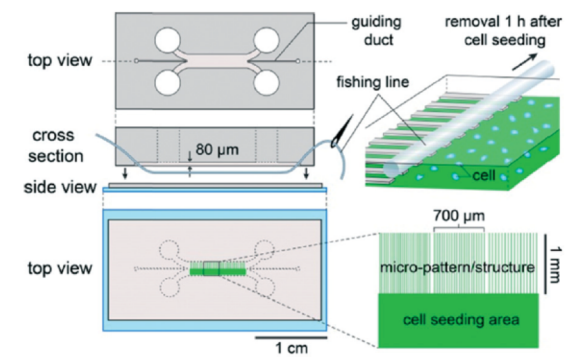 top view
guiding
duct
removal 1 h after
cell seeding
fishing line
cross
section
80 µm
cell
side view
700 µm
top view
micro-pattern/structure
1 mm
cell seeding area
1 cm